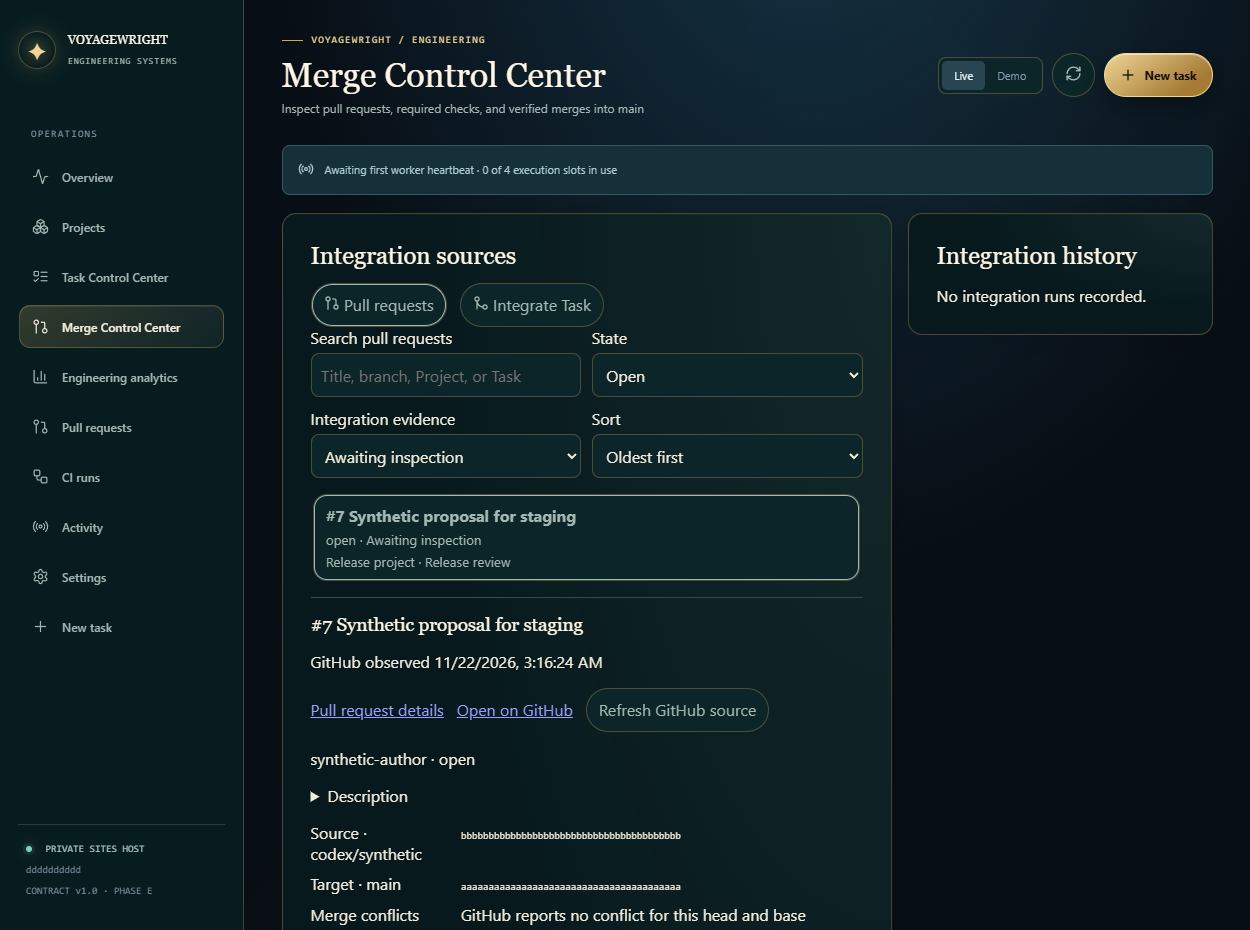 VOYAGEWRIGHT
ENGINEERING SYSTEMS
OPERATIONS
Overview
Projects
Task Control Center
Merge Control Center
Engineering analytics
Pull requests
CI runs
Activity
Settings
New task
PRIVATE SITES HOST
dddddddddd
CONTRACT v1.0 · PHASE E
VOYAGEWRIGHT / ENGINEERING
Merge Control Center
Inspect pull requests, required checks, and verified merges into main
Live
Demo
New task
Awaiting first worker heartbeat · 0 of 4 execution slots in use
Integration sources
Pull requests
Integrate Task
Search pull requests
State
Title, branch, Project, or Task
Open
Integration evidence
Sort
Awaiting inspection
Oldest first
#7 Synthetic proposal for staging
open · Awaiting inspection
Release project · Release review
#7 Synthetic proposal for staging
GitHub observed 11/22/2026, 3:16:24 AM
Pull request details
Open on GitHub
Refresh GitHub source
synthetic-author · open
Description
Source ·
codex/synthetic
bbbbbbbbbbbbbbbbbbbbbbbbbbbbbbbbbbbbbbbb
Target · main
aaaaaaaaaaaaaaaaaaaaaaaaaaaaaaaaaaaaaaaa
Merge conflicts
GitHub reports no conflict for this head and base
Integration history
No integration runs recorded.